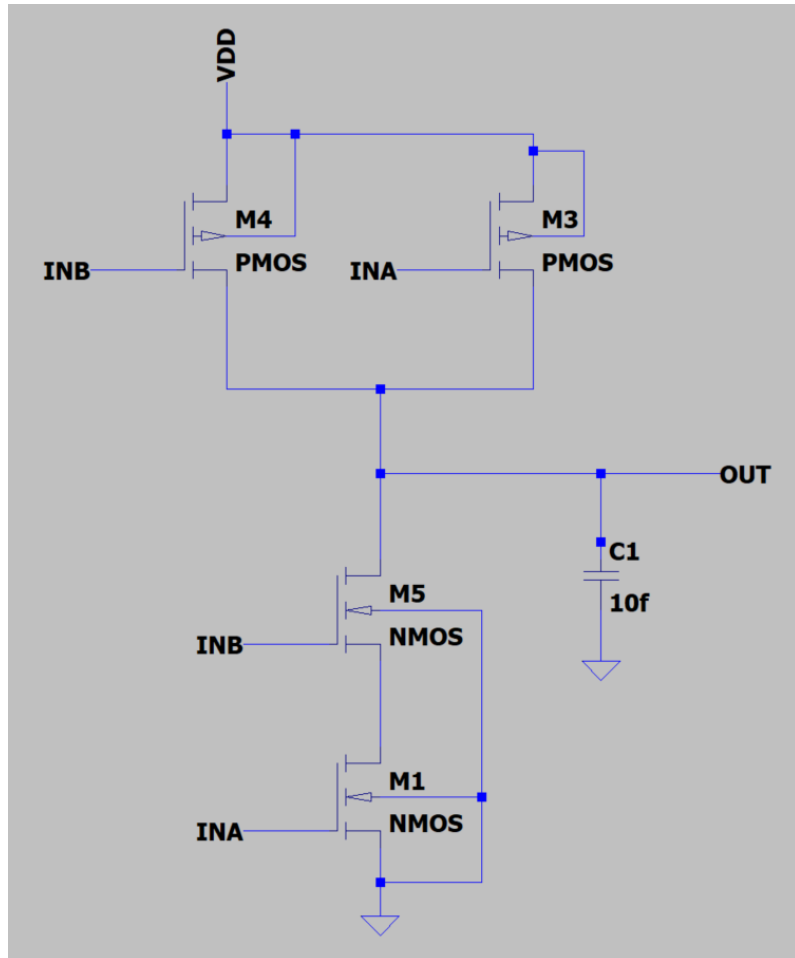 VDD
M4
PMOS
INB
M3
PMOS
INA
OUT
C1
10f
M5
NMOS
INB
M1
NMOS
INA